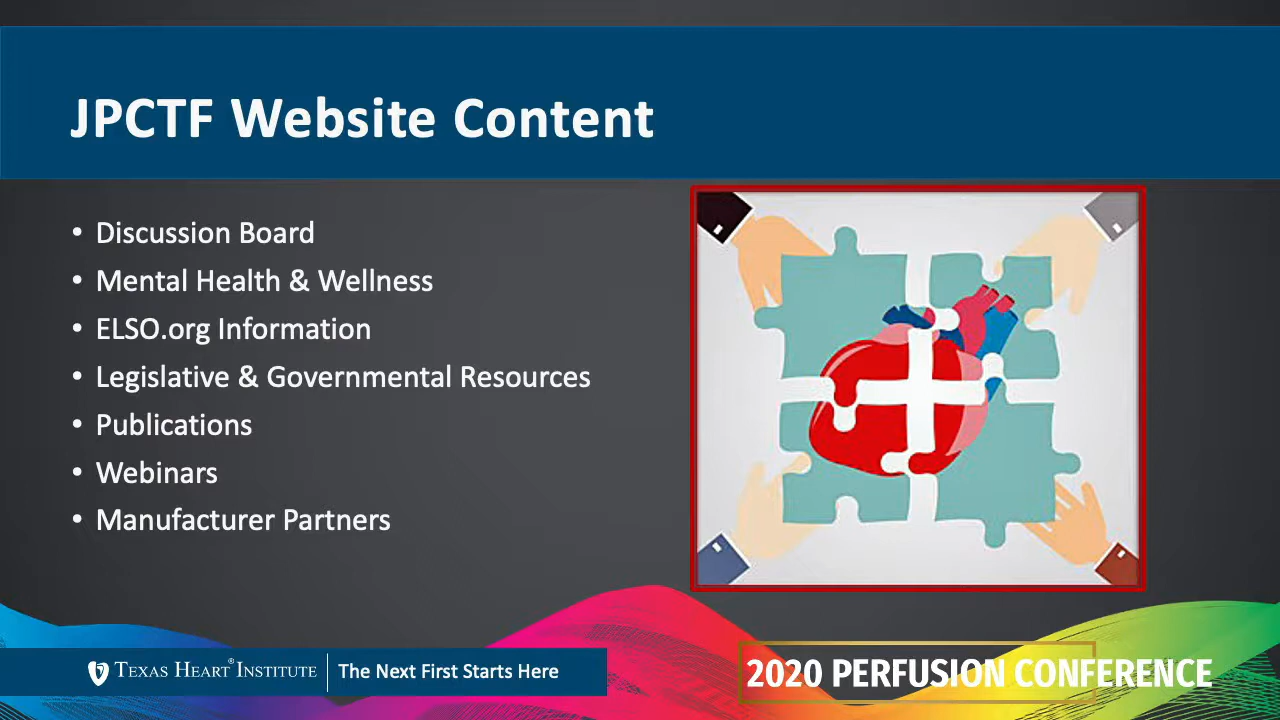 JPCTF Website Content
• Discussion Board
• Mental Health & Wellness
• ELSO.org Information
• Legislative & Governmental Resources
• Publications
• Webinars
• Manufacturer Partners
TEXAS HEART® INSTITUTE | The Next First Starts Here
2020 PERFUSION CONFERENCE